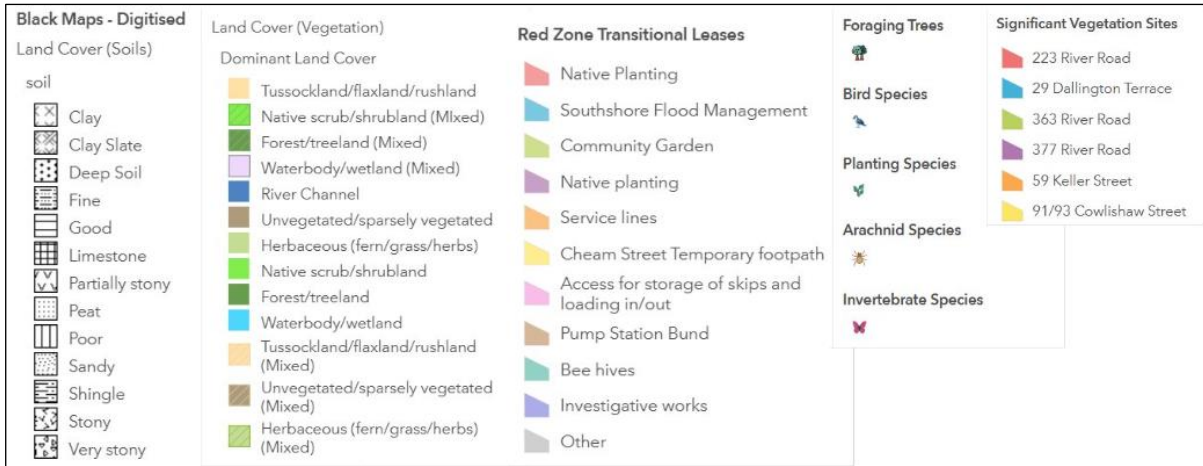 Black Maps - Digitised
Land Cover (Soils)
soil
Clay
Clay Slate
Deep Soil
Fine
Good
Limestone
Partially stony
Peat
Poor
Sandy
Shingle
Stony
Very stony
Land Cover (Vegetation)
Dominant Land Cover
Tussockland/flaxland/rushland
Native scrub/shrubland (MIxed)
Forest/treeland (Mixed)
Waterbody/wetland (Mixed)
River Channel
Unvegetated/sparsely vegetated
Herbaceous (fern/grass/herbs)
Native scrub/shrubland
Forest/treeland
Waterbody/wetland
Tussockland/flaxland/rushland
(Mixed)
Unvegetated/sparsely vegetated
(Mixed)
Herbaceous (fern/grass/herbs)
(Mixed)
Red Zone Transitional Leases
Native Planting
Southshore Flood Management
Community Garden
Native planting
Service lines
Cheam Street Temporary footpath
Access for storage of skips and
loading in/out
Pump Station Bund
Bee hives
Investigative works
Other
Foraging Trees
Bird Species
Planting Species
Arachnid Species
Invertebrate Species
Significant Vegetation Sites
223 River Road
29 Dallington Terrace
363 River Road
377 River Road
59 Keller Street
91/93 Cowlishaw Street